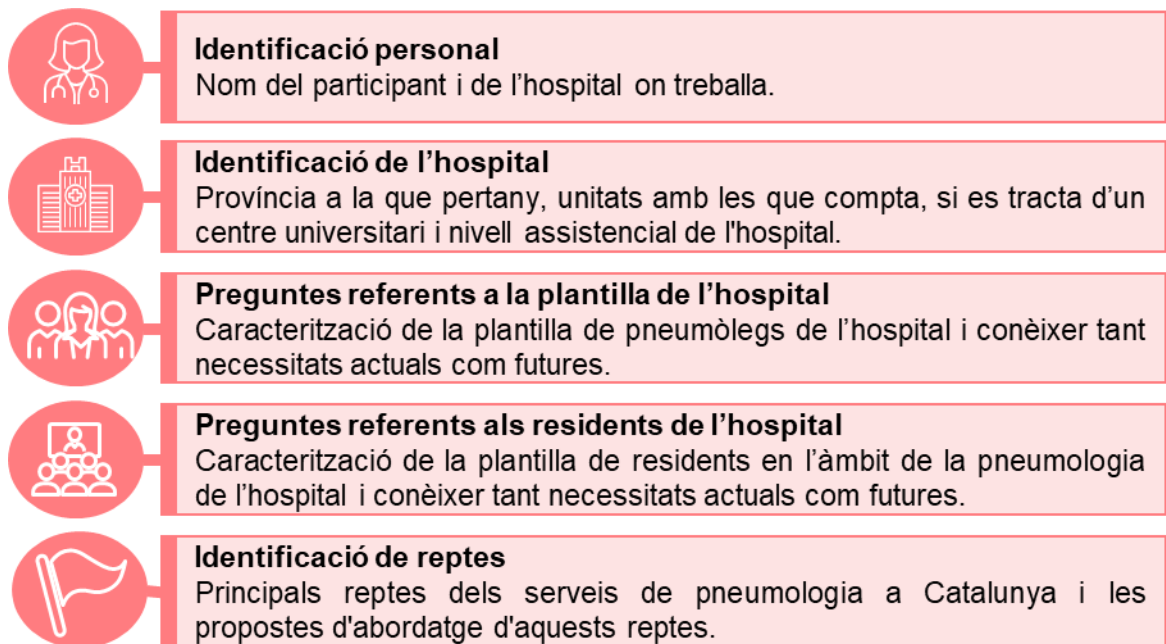 Identificació personal
Nom del participant i de l’hospital on treballa.
Identificació de l’hospital
Província a la que pertany, unitats amb les que compta, si es tracta d’un
centre universitari i nivell assistencial de l'hospital.
Preguntes referents a la plantilla de l’hospital
Caracterització de la plantilla de pneumòlegs de l’hospital i conèixer tant
necessitats actuals com futures.
Preguntes referents als residents de l’hospital
Caracterització de la plantilla de residents en l’àmbit de la pneumologia
de l’hospital i conèixer tant necessitats actuals com futures.
Identificació de reptes
Principals reptes dels serveis de pneumologia a Catalunya i les
propostes d'abordatge d'aquests reptes.